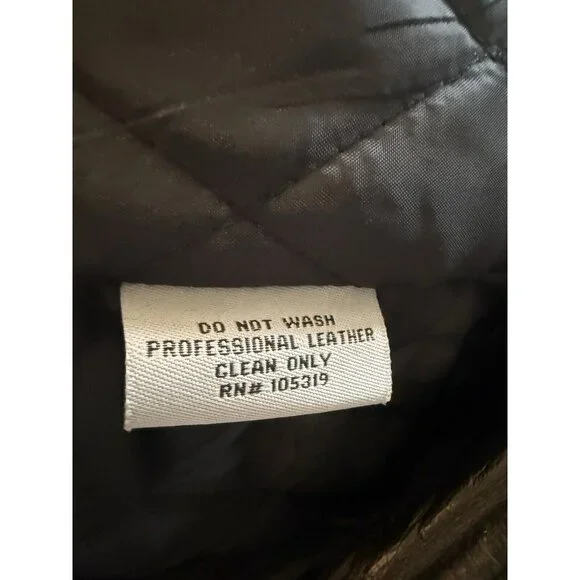 DO NOT WASH
PROFESSIONAL LEATHER
CLEAN ONLY
RN# 105319